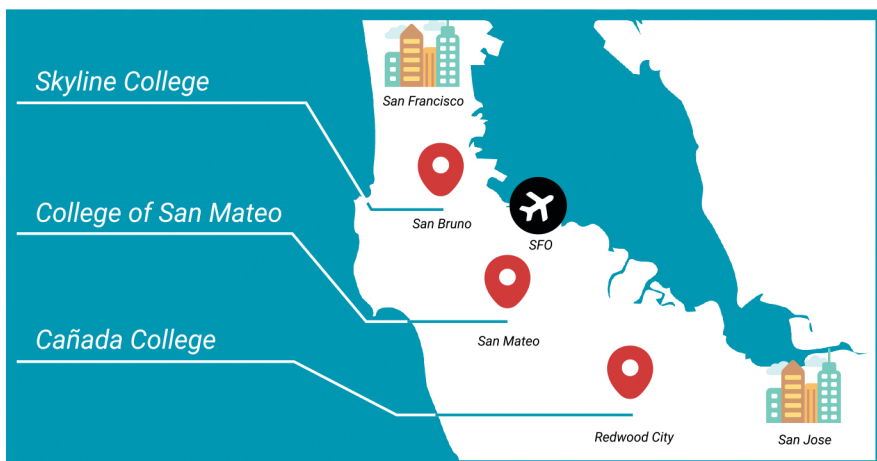 Skyline College
San Francisco
College of San Mateo
San Bruno
SFO
San Mateo
Cañada College
Redwood City
San Jose